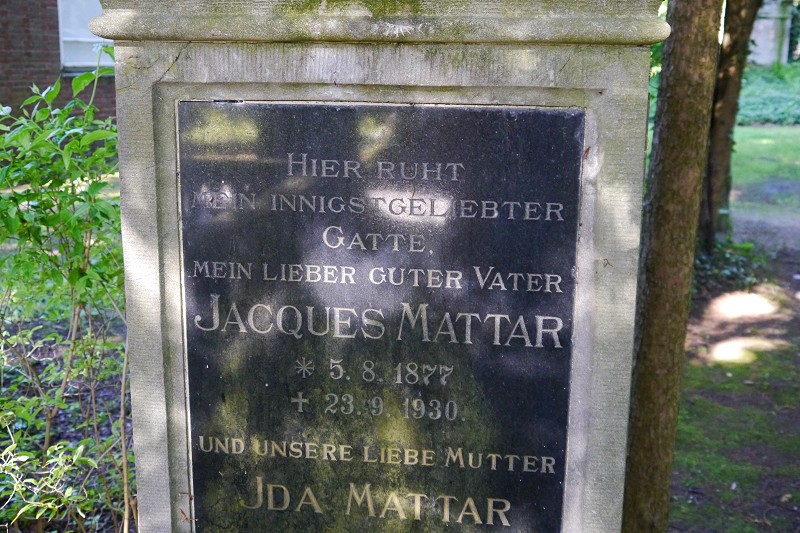 HIER RUHT
MEIN INNIGSTGELIEBTER
GATTE,
MEIN LIEBER GUTER VATER
JACQUES MATTAR
* 5. 8. 1877
✝ 23. 9. 1930.
UND UNSERE LIEBE MUTTER
JDA MATTAR